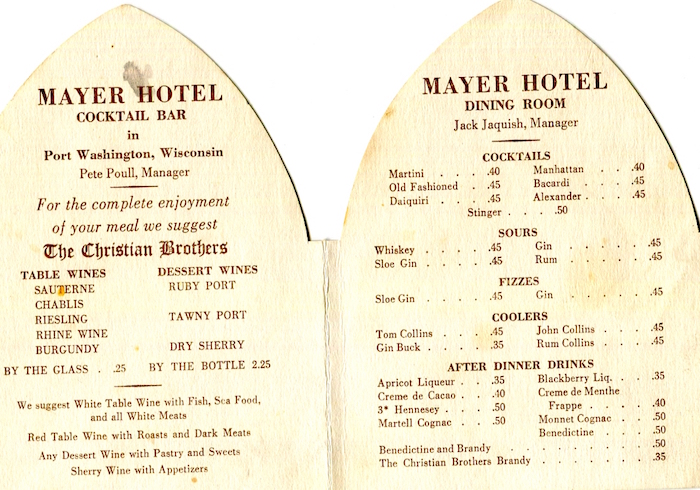 MAYER HOTEL
COCKTAIL BAR
in
Port Washington, Wisconsin
Pete Poull, Manager
For the complete enjoyment
of your meal we suggest
The Christian Brothers
TABLE WINES
SAUTERNE
CHABLIS
RIESLING
RHINE WINE
BURGUNDY
DESSERT WINES
RUBY PORT
TAWNY PORT
DRY SHERRY
BY THE GLASS . .25 BY THE BOTTLE 2.25
We suggest White Table Wine with Fish, Sea Food,
and all White Meats
Red Table Wine with Roasts and Dark Meats
Any Dessert Wine with Pastry and Sweets
Sherry Wine with Appetizers
MAYER HOTEL
DINING ROOM
Jack Jaquish, Manager
COCKTAILS
Martini . . . .40 Manhattan . . .40
Old Fashioned . . .45 Bacardi . . . .45
Daiquiri . . . .45 Alexander . . . .45
Stinger . . . .50
SOURS
Whiskey . . . . . .45 Gin . . . . . . .45
Sloe Gin . . . . . .45 Rum . . . . . . .45
FIZZES
Sloe Gin . . . . . .45 Gin . . . . . . .45
COOLERS
Tom Collins . . . . .45 John Collins . . . . .45
Gin Buck . . . . . .35 Rum Collins . . . . .45
AFTER DINNER DRINKS
Apricot Liqueur . . . .35 Blackberry Liq. . . . .35
Creme de Cacao . . .40 Creme de Menthe
3* Hennesey . . . .50 Frappe . . . . .40
Martell Cognac . . .50 Monnet Cognac . . . .50
Benedictine . . . . .50
Benedictine and Brandy . . . . . . . .50
The Christian Brothers Brandy . . . . . . .35